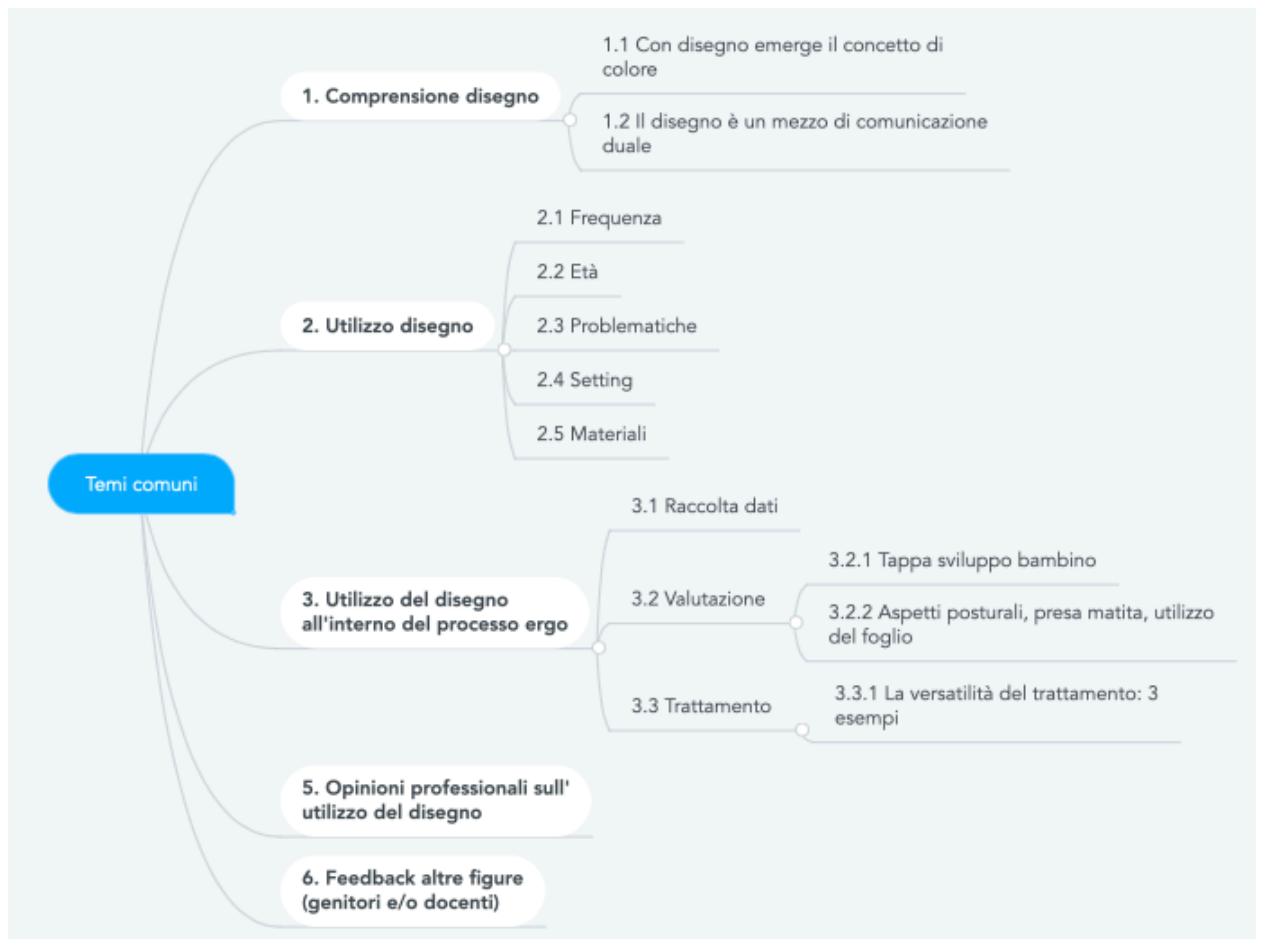 1.1 Con disegno emerge il concetto di
colore
1. Comprensione disegno
1.2 Il disegno è un mezzo di comunicazione
duale
2.1 Frequenza
2.2 Età
2. Utilizzo disegno
2.3 Problematiche
2.4 Setting
2.5 Materiali
Temi comuni
3.1 Raccolta dati
3. Utilizzo del disegno
all'interno del processo ergo
3.2 Valutazione
3.2.1 Tappa sviluppo bambino
3.2.2 Aspetti posturali, presa matita, utilizzo
del foglio
3.3 Trattamento
3.3.1 La versatilità del trattamento: 3
esempi
5. Opinioni professionali sull'
utilizzo del disegno
6. Feedback altre figure
(genitori e/o docenti)